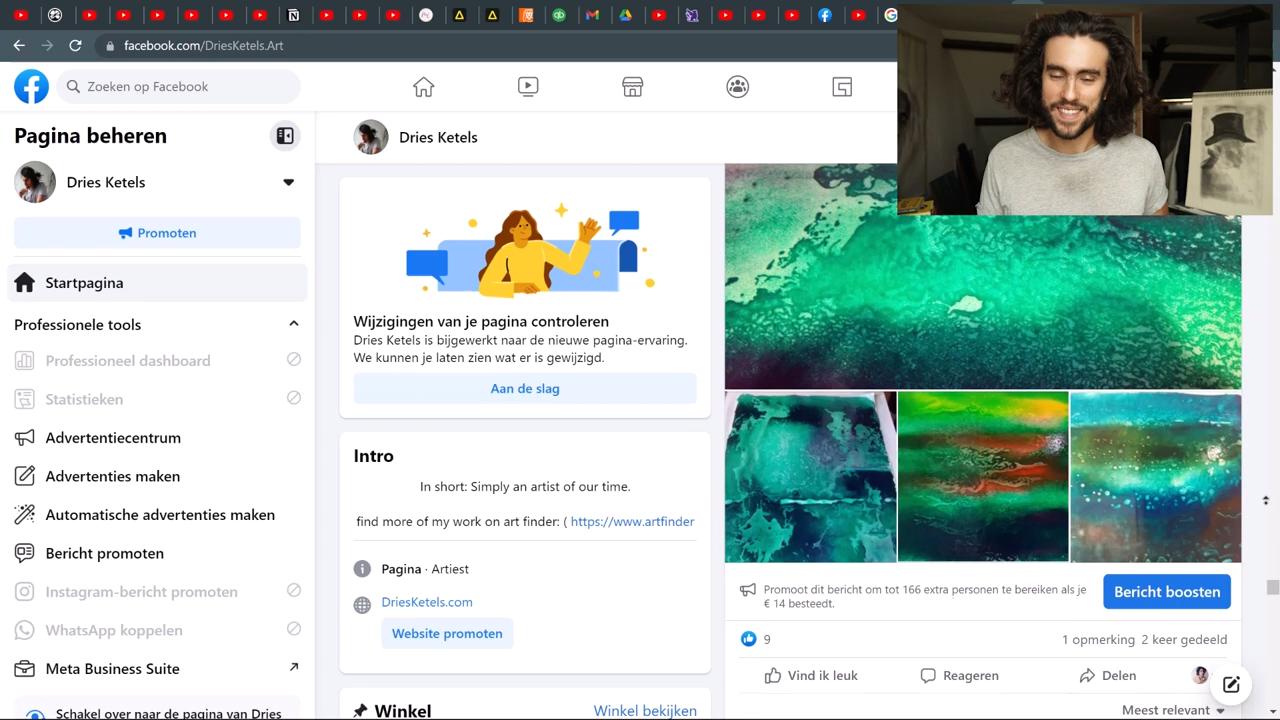 facebook.com/DriesKetels.Art
Zoeken op Facebook
Pagina beheren
Dries Ketels
Promoten
Startpagina
Professionele tools
Professioneel dashboard
Statistieken
Advertentiecentrum
Advertenties maken
Automatische advertenties maken
Bericht promoten
Instagram-bericht promoten
WhatsApp koppelen
Meta Business Suite
Schakel over naar de pagina van Dries
Dries Ketels
Wijzigingen van je pagina controleren
Dries Ketels is bijgewerkt naar de nieuwe pagina-ervaring.
We kunnen je laten zien wat er is gewijzigd.
Aan de slag
Intro
In short: Simply an artist of our time.
find more of my work on art finder: ( https://www.artfinder
Pagina · Artiest
DriesKetels.com
Website promoten
Winkel
Winkel bekijken
Promoot dit bericht om tot 166 extra personen te bereiken als je
€ 14 besteedt.
Bericht boosten
9
1 opmerking 2 keer gedeeld
Vind ik leuk
Reageren
Delen
Meest relevant